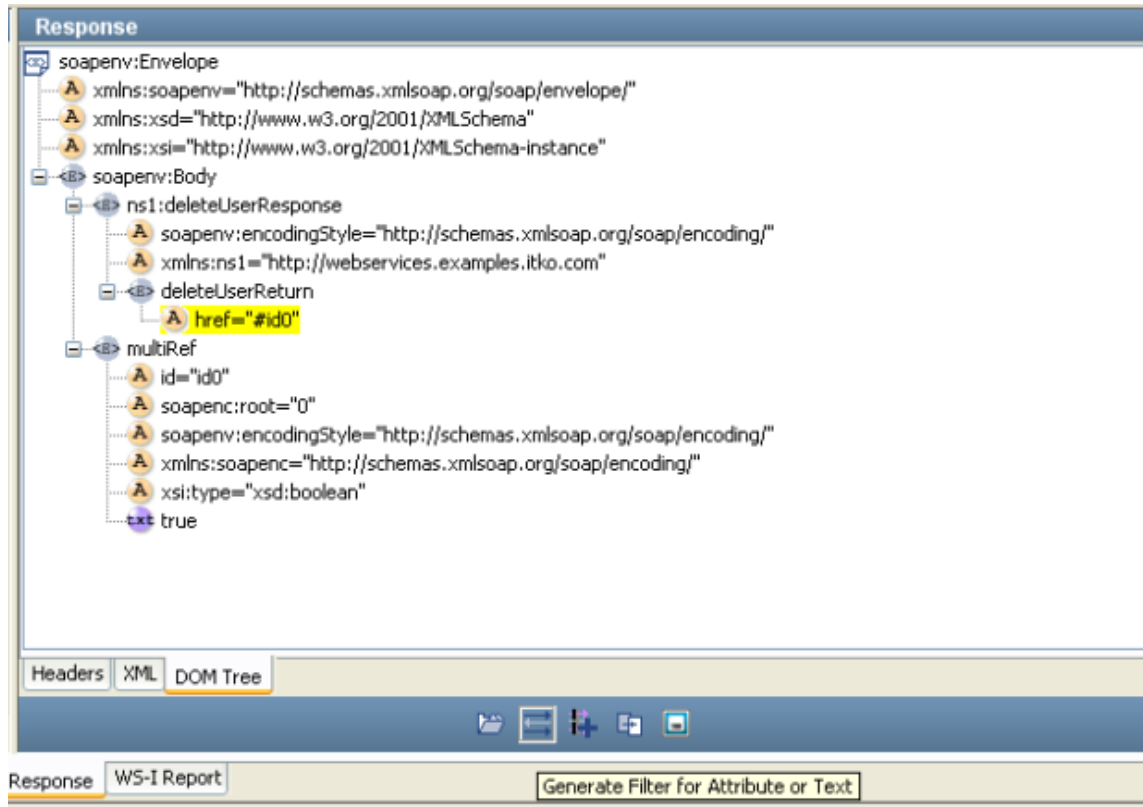 Response
soapenv:Envelope
A xmlns:soapenv="http://schemas.xmlsoap.org/soap/envelope/"
A xmlns:xsd="http://www.w3.org/2001/XMLSchema"
A xmlns:xsi="http://www.w3.org/2001/XMLSchema-instance"
<E> soapenv:Body
<E> ns1:deleteUserResponse
A soapenv:encodingStyle="http://schemas.xmlsoap.org/soap/encoding/"
A xmlns:ns1="http://webservices.examples.itko.com"
<E> deleteUserReturn
A href="#id0"
<E> multiRef
A id="id0"
A soapenc:root="0"
A soapenv:encodingStyle="http://schemas.xmlsoap.org/soap/encoding/"
A xmlns:soapenc="http://schemas.xmlsoap.org/soap/encoding/"
A xsi:type="xsd:boolean"
txt true
Headers XML DOM Tree
Response WS-I Report
Generate Filter for Attribute or Text